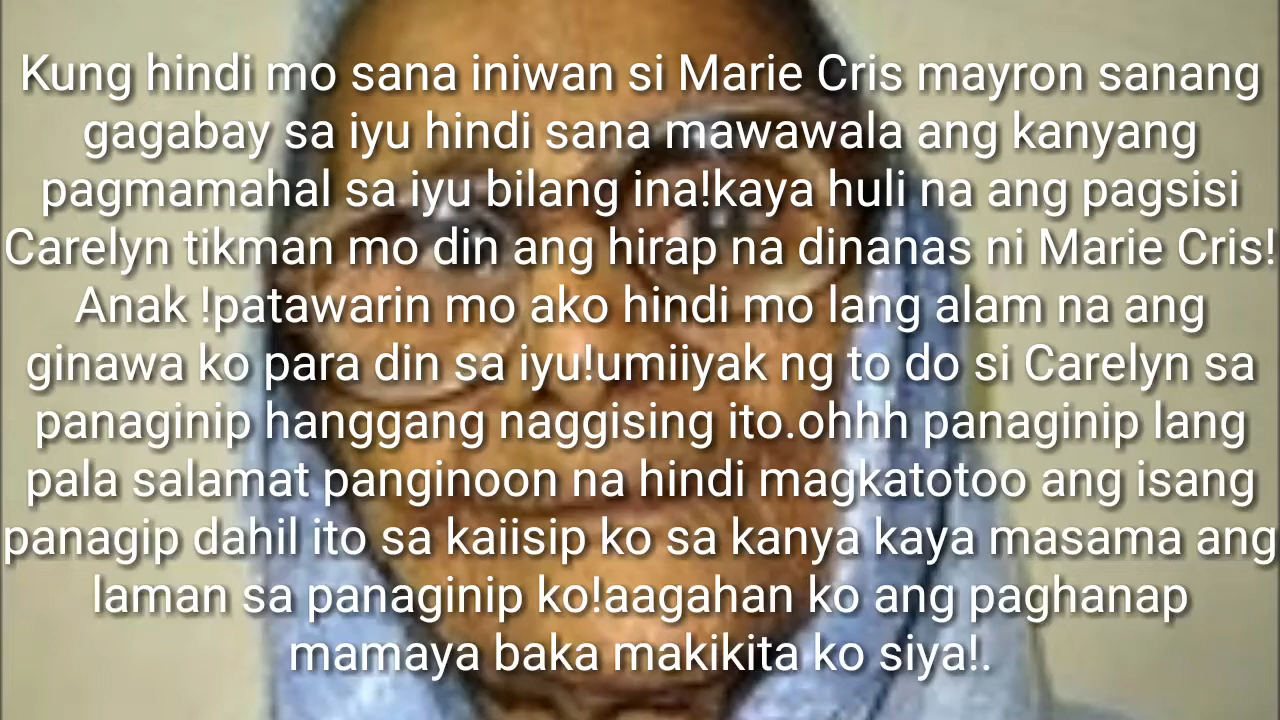 Kung hindi mo sana iniwan si Marie Cris mayron sanang
gagabay sa iyu hindi sana mawawala ang kanyang
pagmamahal sa iyu bilang ina!kaya huli na ang pagsisi
Carelyn tikman mo din ang hirap na dinanas ni Marie Cris!
Anak !patawarin mo ako hindi mo lang alam na ang
ginawa ko para din sa iyu!umiiyak ng to do si Carelyn sa
panaginip hanggang naggising ito.ohhh panaginip lang
pala salamat panginoon na hindi magkatotoo ang isang
panagip dahil ito sa kaiisip ko sa kanya kaya masama ang
laman sa panaginip ko!aagahan ko ang paghanap
mamaya baka makikita ko siya!.